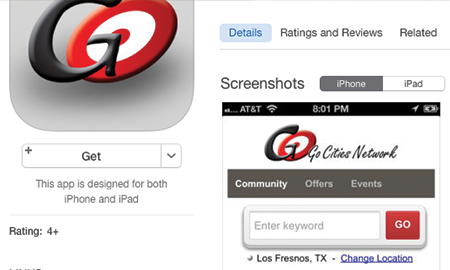 Details Ratings and Reviews Related
Screenshots iPhone iPad
AT&T 8:01 PM
Go Cities Network
Community Offers Events
Enter keyword GO
Los Fresnos, TX - Change Location
Go
+ Get
This app is designed for both
iPhone and iPad
Rating: 4+